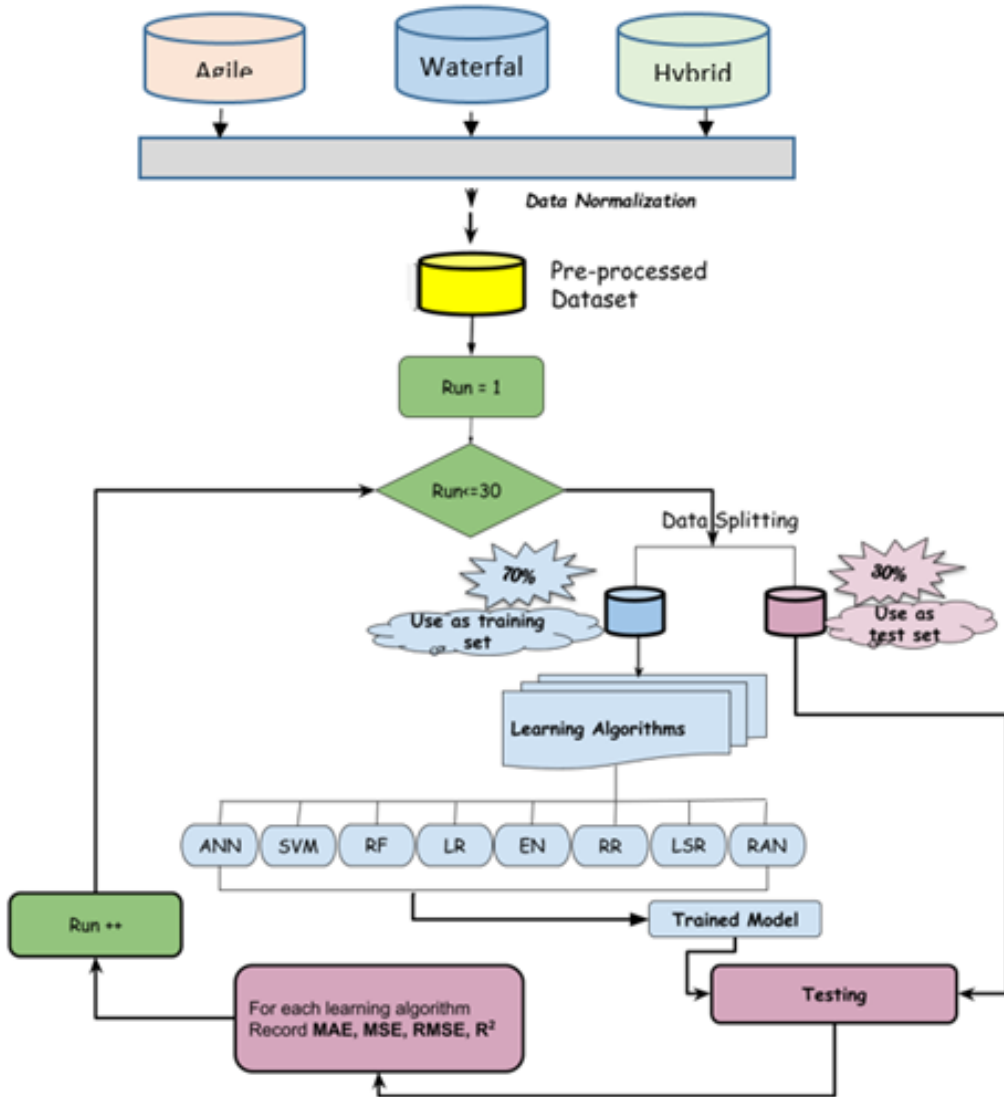 Agile
Waterfal
Hybrid
Data Normalization
Pre-processed
Dataset
Run = 1
Run<=30
Data Splitting
70%
30%
Use as training
set
Use as
test set
Learning Algorithms
ANN SVM RF LR EN RR LSR RAN
Run ++
Trained Model
For each learning algorithm
Record MAE, MSE, RMSE, R²
Testing